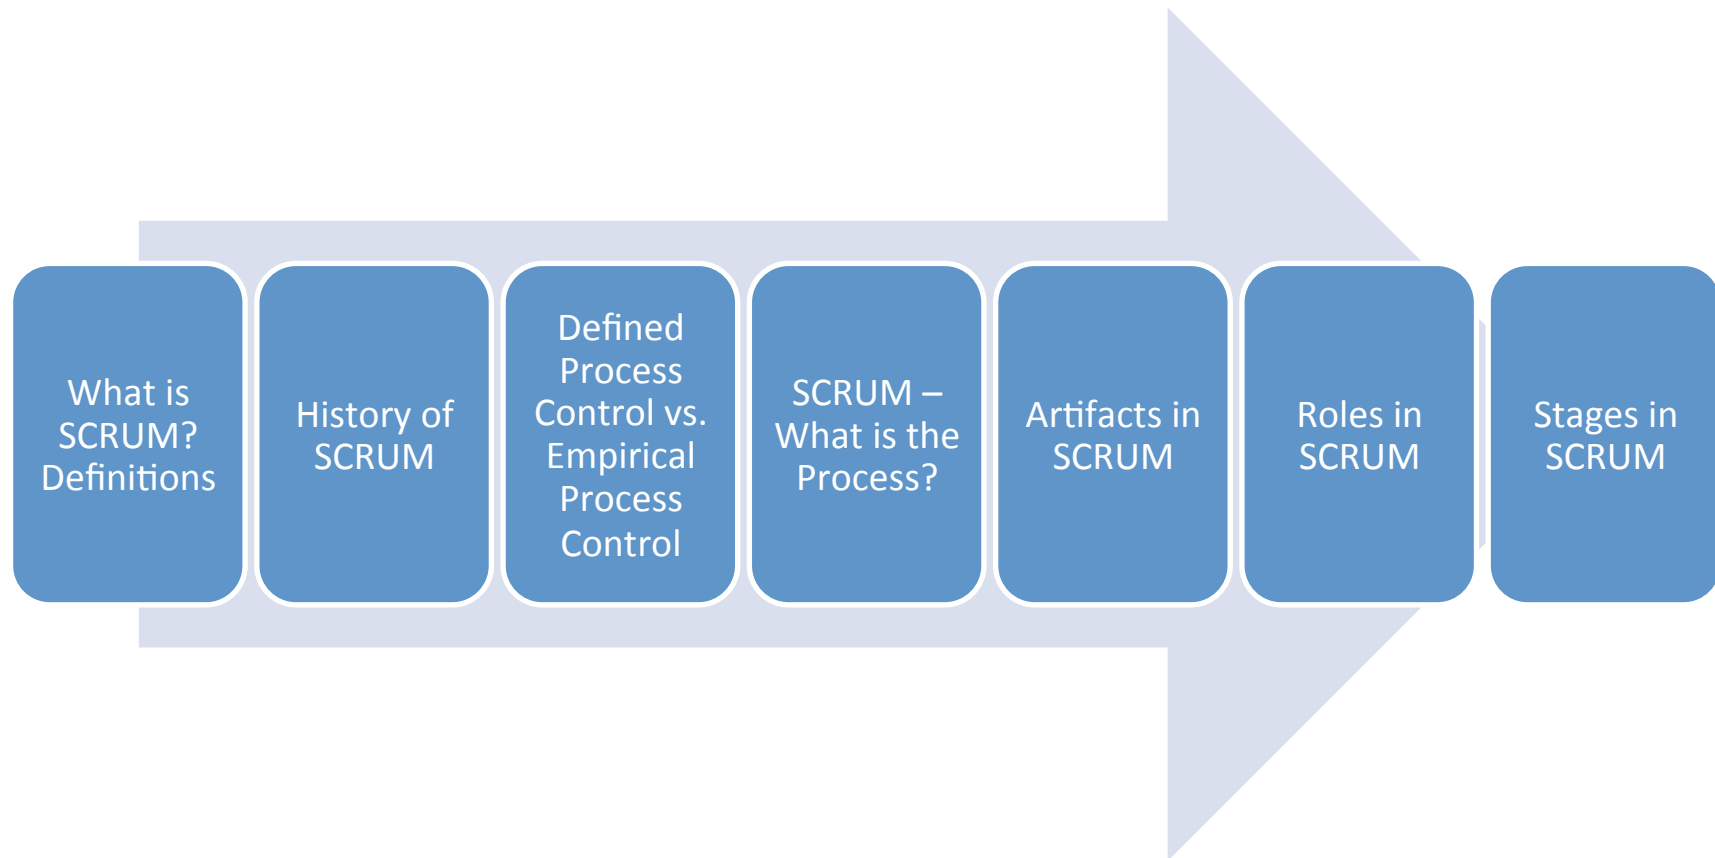 What is
SCRUM?
Definitions
History of
SCRUM
Defined
Process
Control vs.
Empirical
Process
Control
SCRUM –
What is the
Process?
Artifacts in
SCRUM
Roles in
SCRUM
Stages in
SCRUM